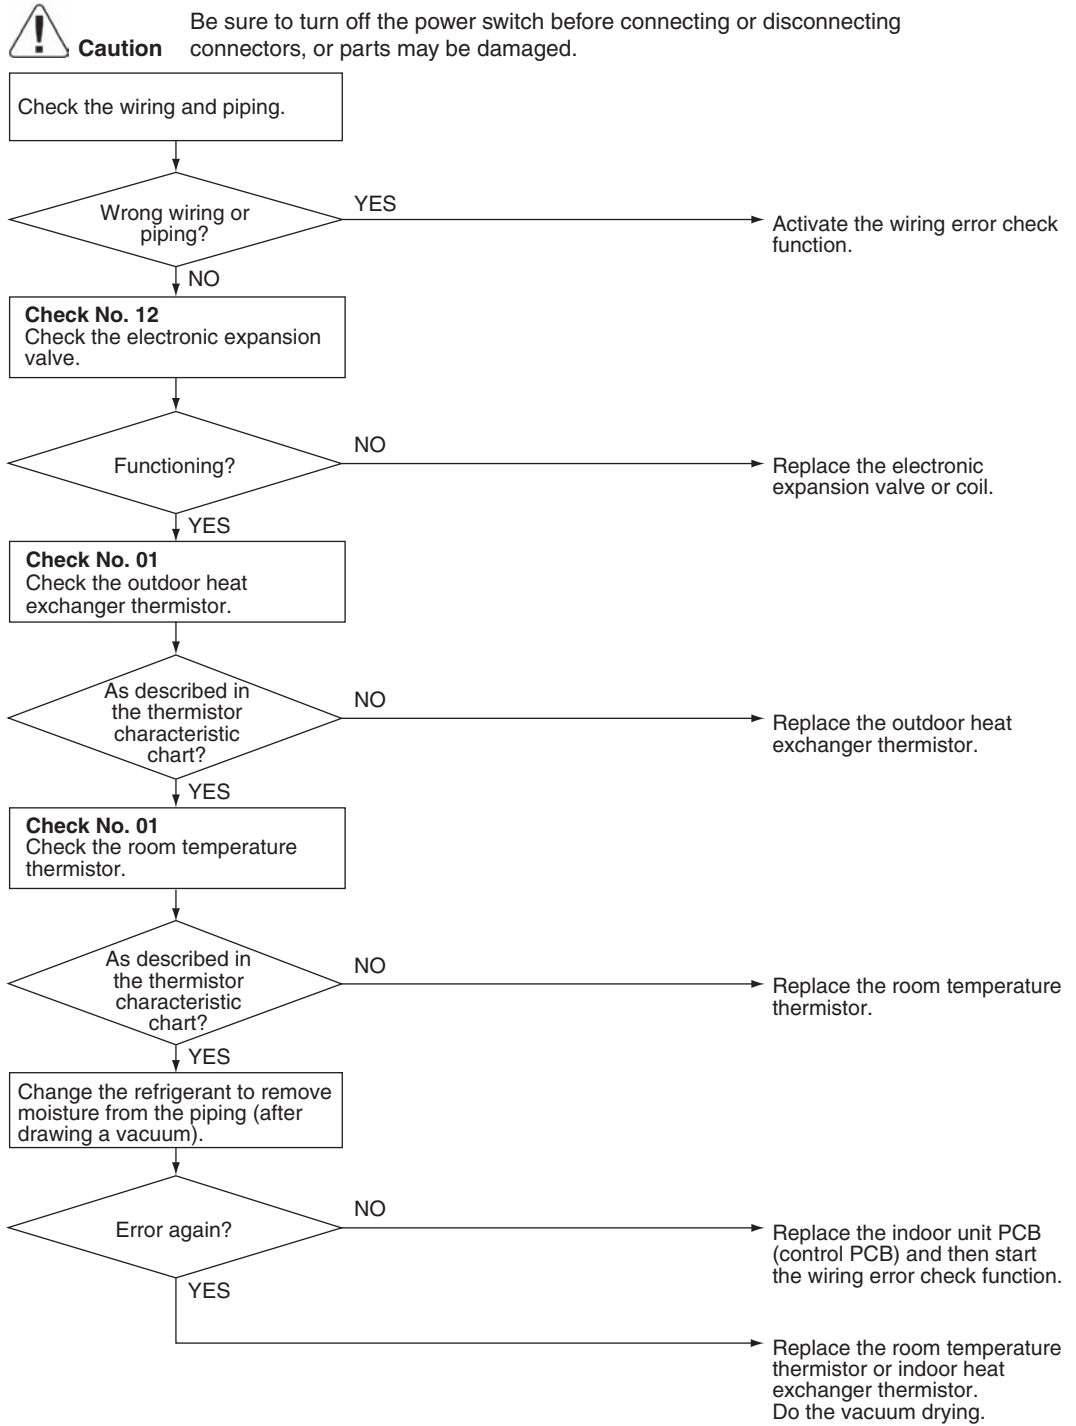 Be sure to turn off the power switch before connecting or disconnecting
Caution connectors, or parts may be damaged.
Check the wiring and piping.
Wrong wiring or
piping?
YES
Activate the wiring error check
function.
NO
Check No. 12
Check the electronic expansion
valve.
Functioning?
NO
Replace the electronic
expansion valve or coil.
YES
Check No. 01
Check the outdoor heat
exchanger thermistor.
As described in
the thermistor
characteristic
chart?
NO
Replace the outdoor heat
exchanger thermistor.
YES
Check No. 01
Check the room temperature
thermistor.
As described in
the thermistor
characteristic
chart?
NO
Replace the room temperature
thermistor.
YES
Change the refrigerant to remove
moisture from the piping (after
drawing a vacuum).
Error again?
NO
Replace the indoor unit PCB
(control PCB) and then start
the wiring error check function.
YES
Replace the room temperature
thermistor or indoor heat
exchanger thermistor.
Do the vacuum drying.